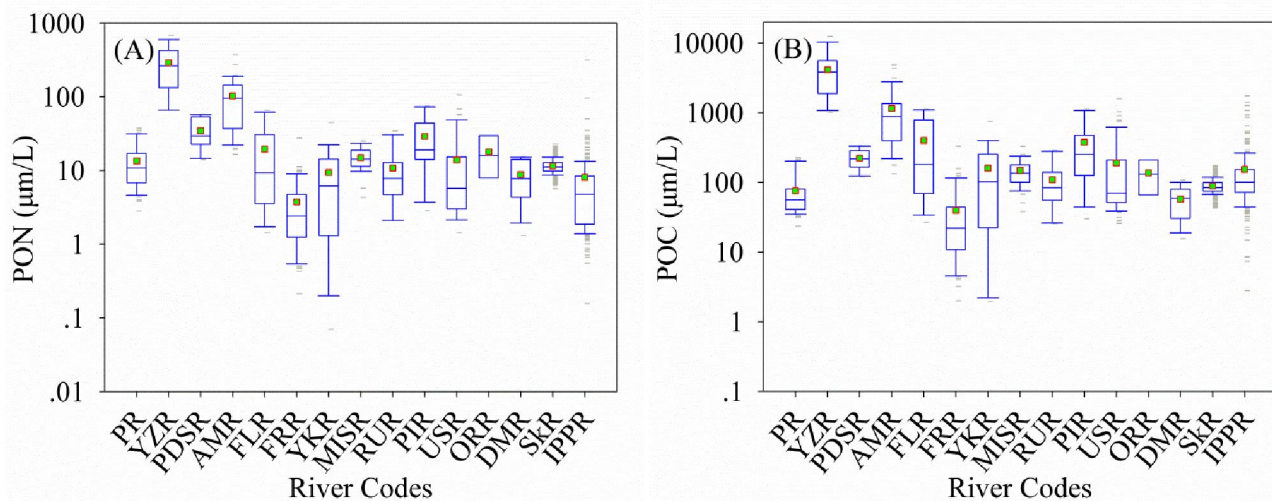 (A)
PON (µm/L)
1000
100
10
1
.1
.01
PR
YZR
PDSR
AMR
FLR
FRR
YKR
MISR
RUR
PIR
USR
ORR
DMR
SkR
IPPR
River Codes
(B)
POC (µm/L)
10000
1000
100
10
1
.1
PR
YZR
PDSR
AMR
FLR
FRR
YKR
MISR
RUR
PIR
USR
ORR
DMR
SkR
IPPR
River Codes